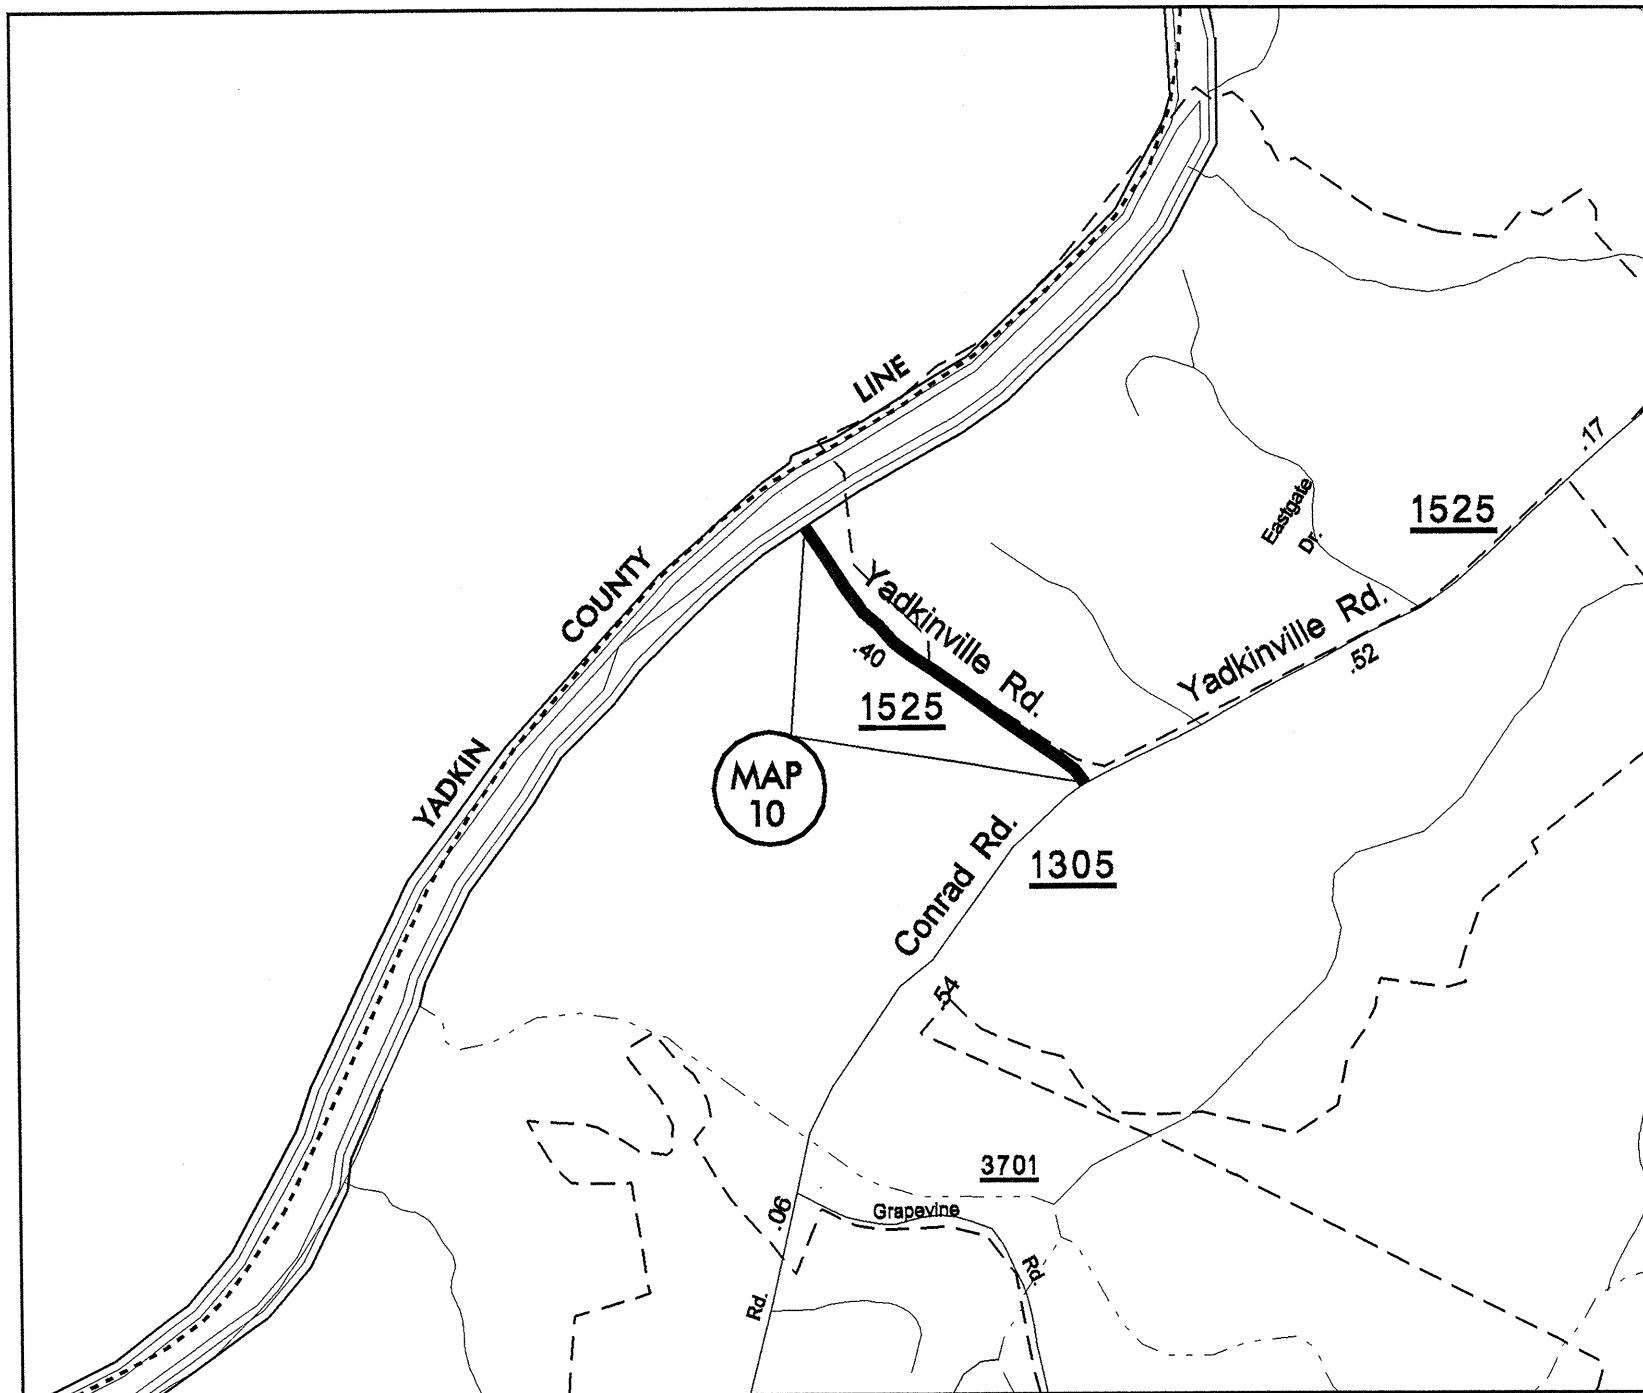 LINE
.17
1525
Eastgate
Dr.
COUNTY
Yadkinville Rd.
Yadkinville Rd.
.40
.52
1525
YADKIN
MAP
10
Conrad Rd.
1305
.54
3701
.06
Grapevine
Rd.
Rd.